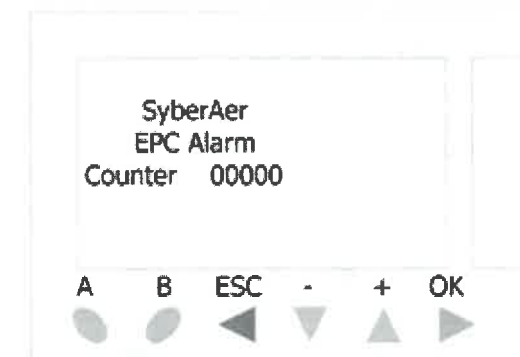 SyberAer
EPC Alarm
Counter 00000
A B ESC - + OK